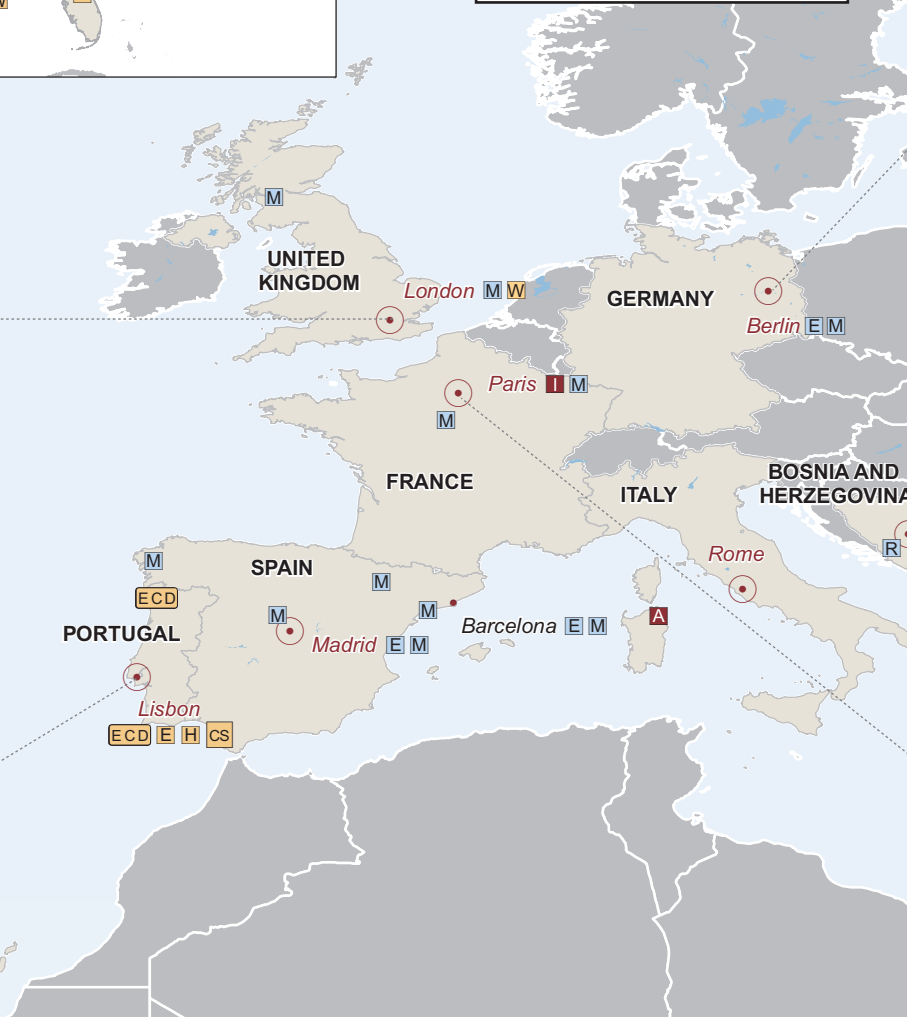 M
UNITED
KINGDOM
London M W
GERMANY
Berlin E M
Paris I M
M
FRANCE
ITALY
BOSNIA AND
HERZEGOVINA
R
M
SPAIN
Rome
M
ECD
M
M
A
PORTUGAL
Barcelona E M
Madrid E M
Lisbon
ECD E H CS